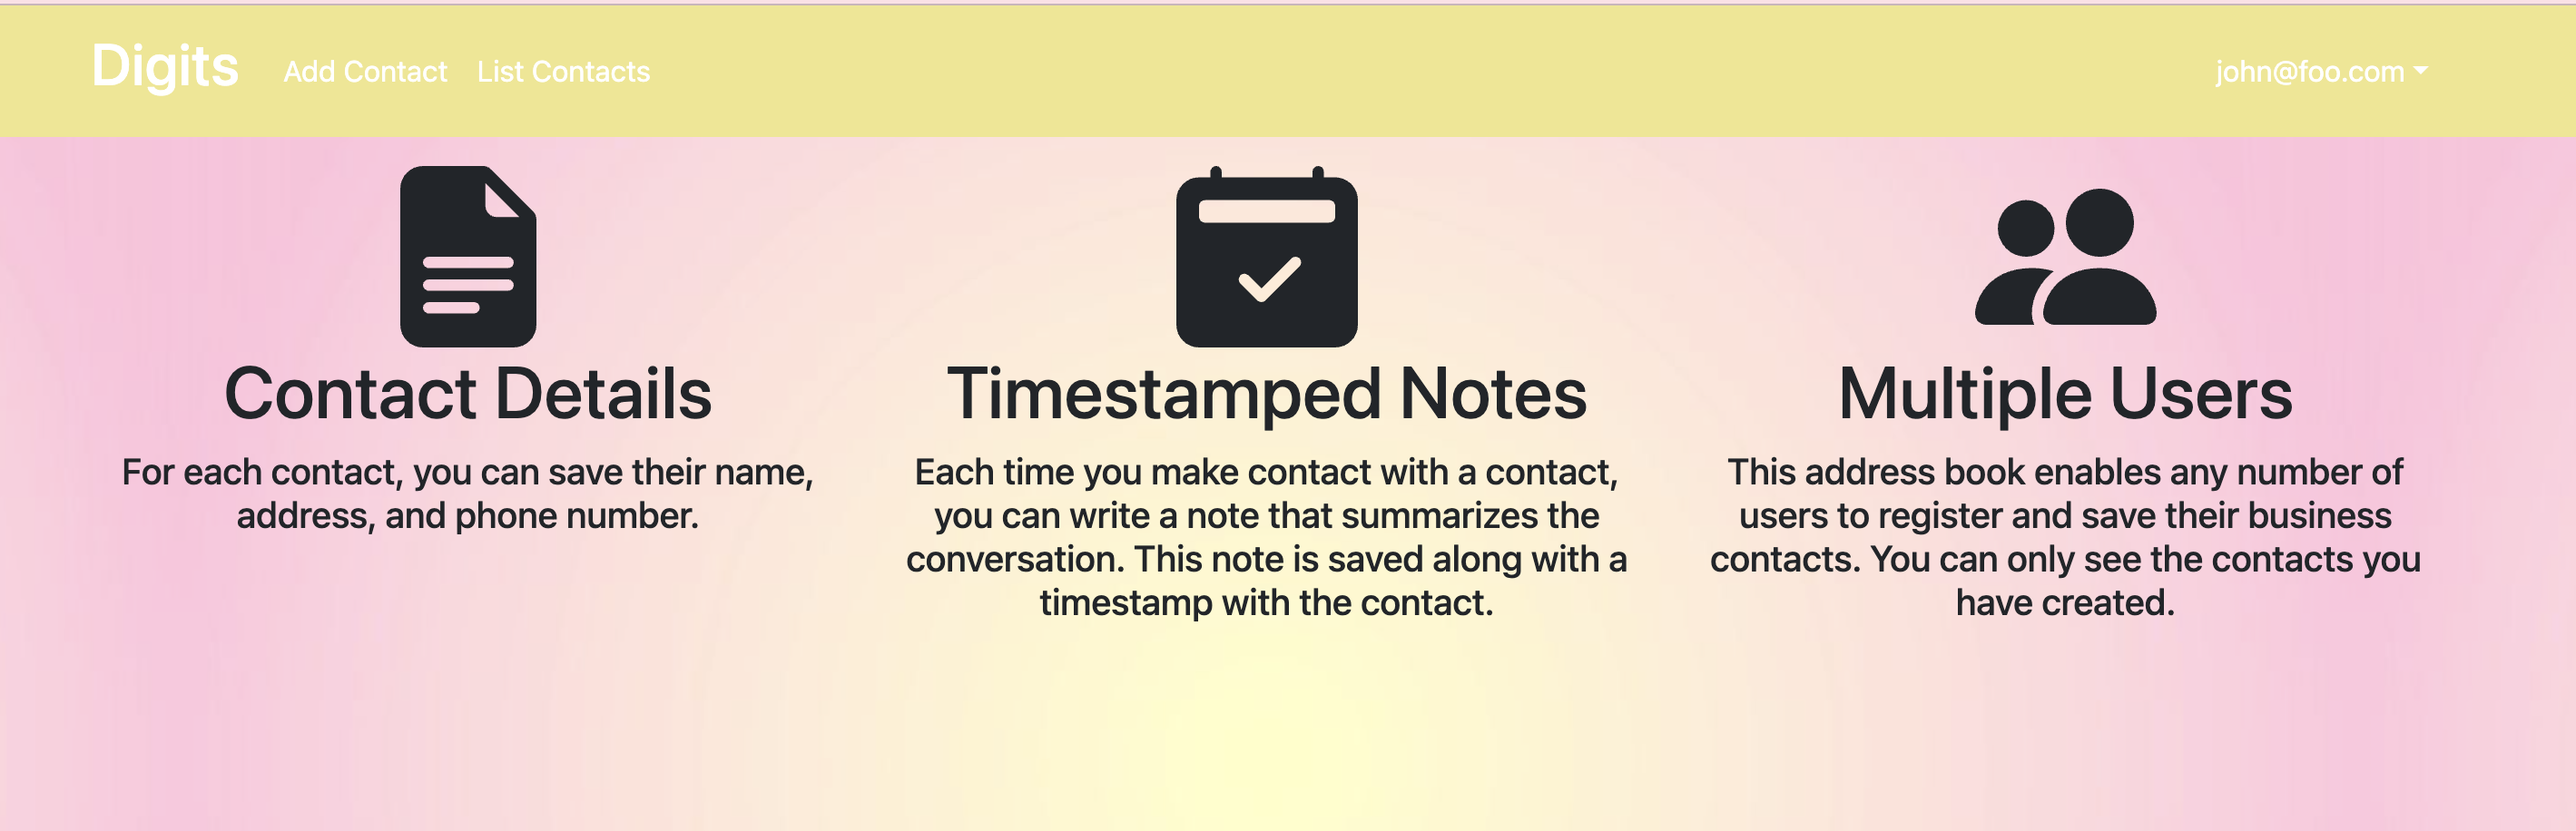 Digits Add Contact List Contacts john@foo.com
Contact Details
For each contact, you can save their name,
address, and phone number.
Timestamped Notes
Each time you make contact with a contact,
you can write a note that summarizes the
conversation. This note is saved along with a
timestamp with the contact.
Multiple Users
This address book enables any number of
users to register and save their business
contacts. You can only see the contacts you
have created.